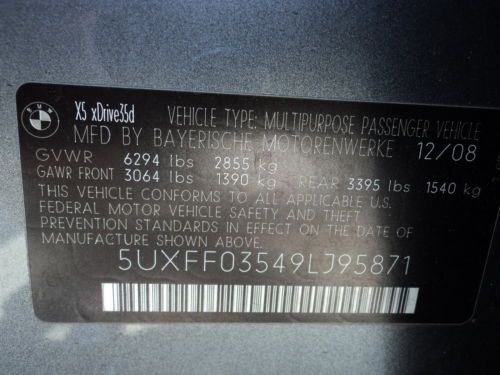 BMW
X5 xDrive35d
VEHICLE TYPE: MULTIPURPOSE PASSENGER VEHICLE
MFD BY BAYERISCHE MOTORENWERKE 12/08
GVWR 6294 lbs 2855 kg
GAWR FRONT 3064 lbs 1390 kg REAR 3395 lbs 1540 kg
THIS VEHICLE CONFORMS TO ALL APPLICABLE U.S.
FEDERAL MOTOR VEHICLE SAFETY AND THEFT
PREVENTION STANDARDS IN EFFECT ON THE DATE OF
MANUFACTURE SHOWN ABOVE.
5UXFF03549LJ95871